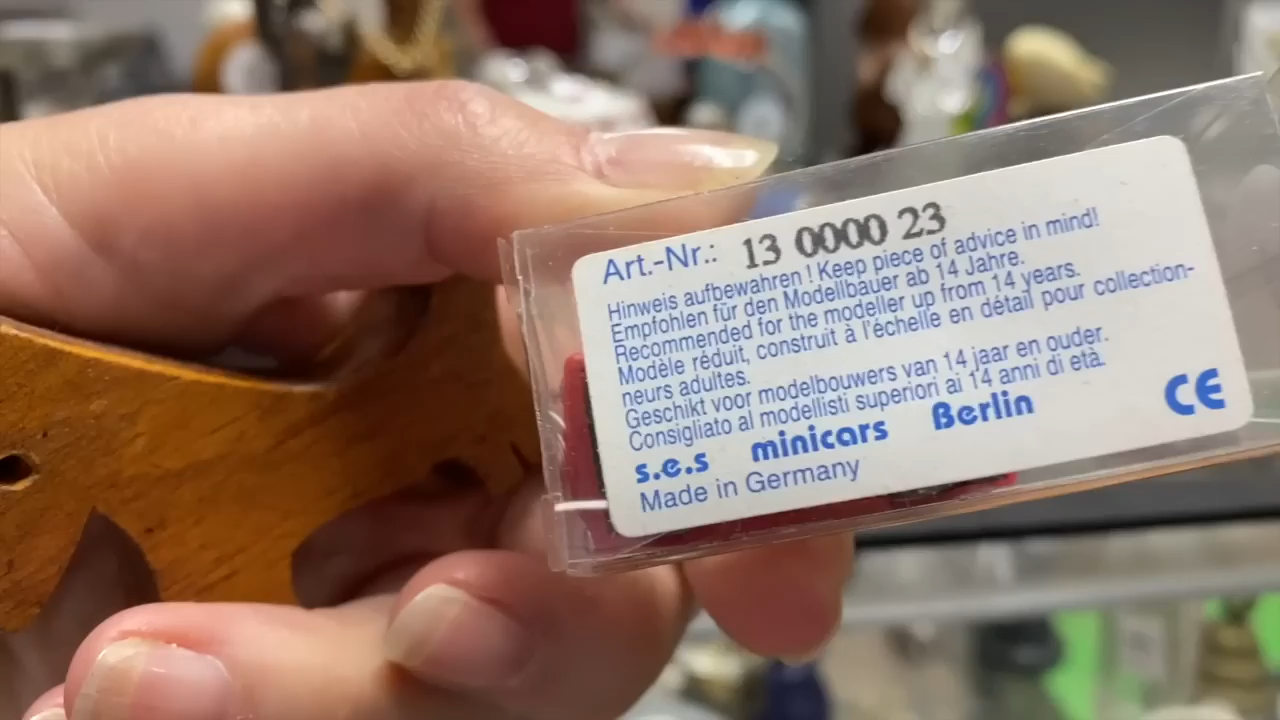 Art.-Nr.: 13 0000 23
Hinweis aufbewahren ! Keep piece of advice in mind!
Empfohlen für den Modellbauer ab 14 Jahre.
Recommended for the modeller up from 14 years.
Modèle réduit, construit à l'échelle en détail pour collection-
neurs adultes.
Geschikt voor modelbouwers van 14 jaar en ouder.
Consigliato al modellisti superiori ai 14 anni di età.
s.e.s minicars Berlin
Made in Germany
CE